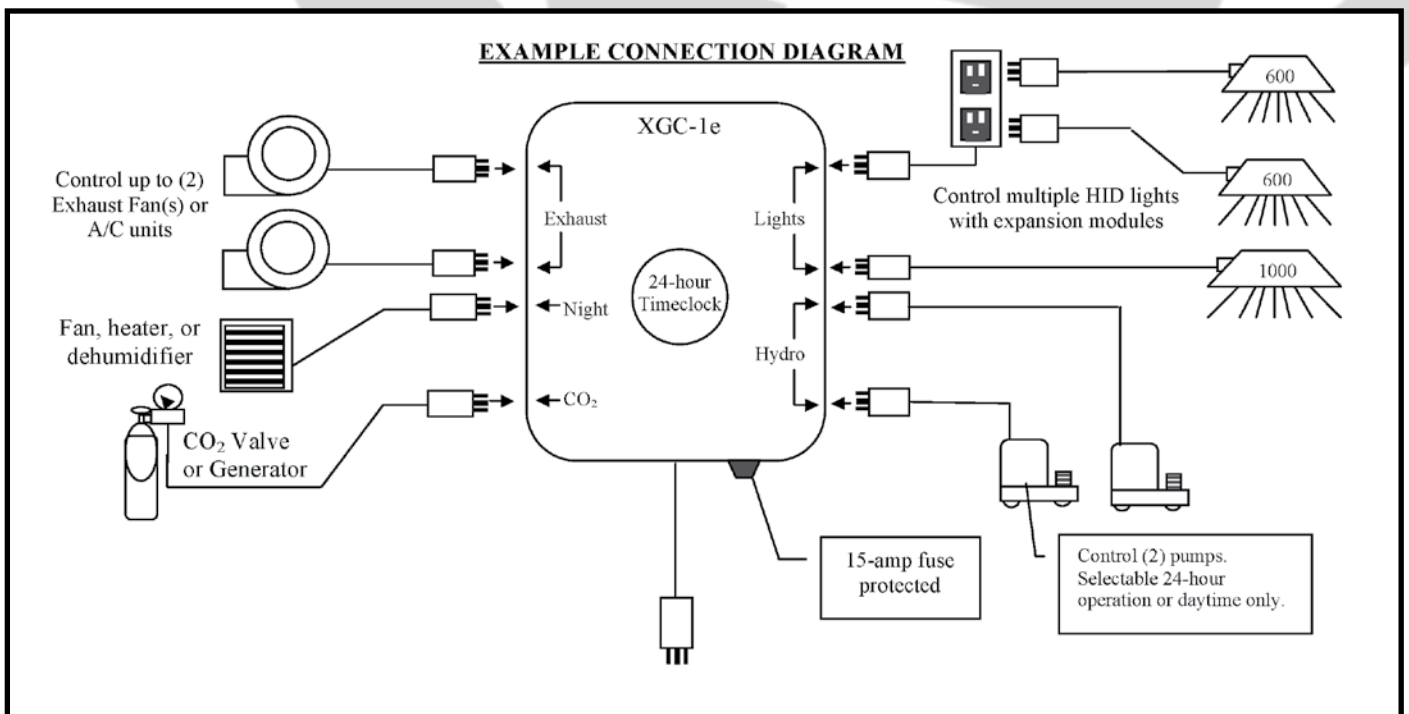 EXAMPLE CONNECTION DIAGRAM
XGC-1e
Control up to (2)
Exhaust Fan(s) or
A/C units
Exhaust
Night
CO₂
Fan, heater, or
dehumidifier
CO₂ Valve
or Generator
24-hour
Timeclock
Lights
Hydro
600
600
1000
Control multiple HID lights
with expansion modules
15-amp fuse
protected
Control (2) pumps.
Selectable 24-hour
operation or daytime only.